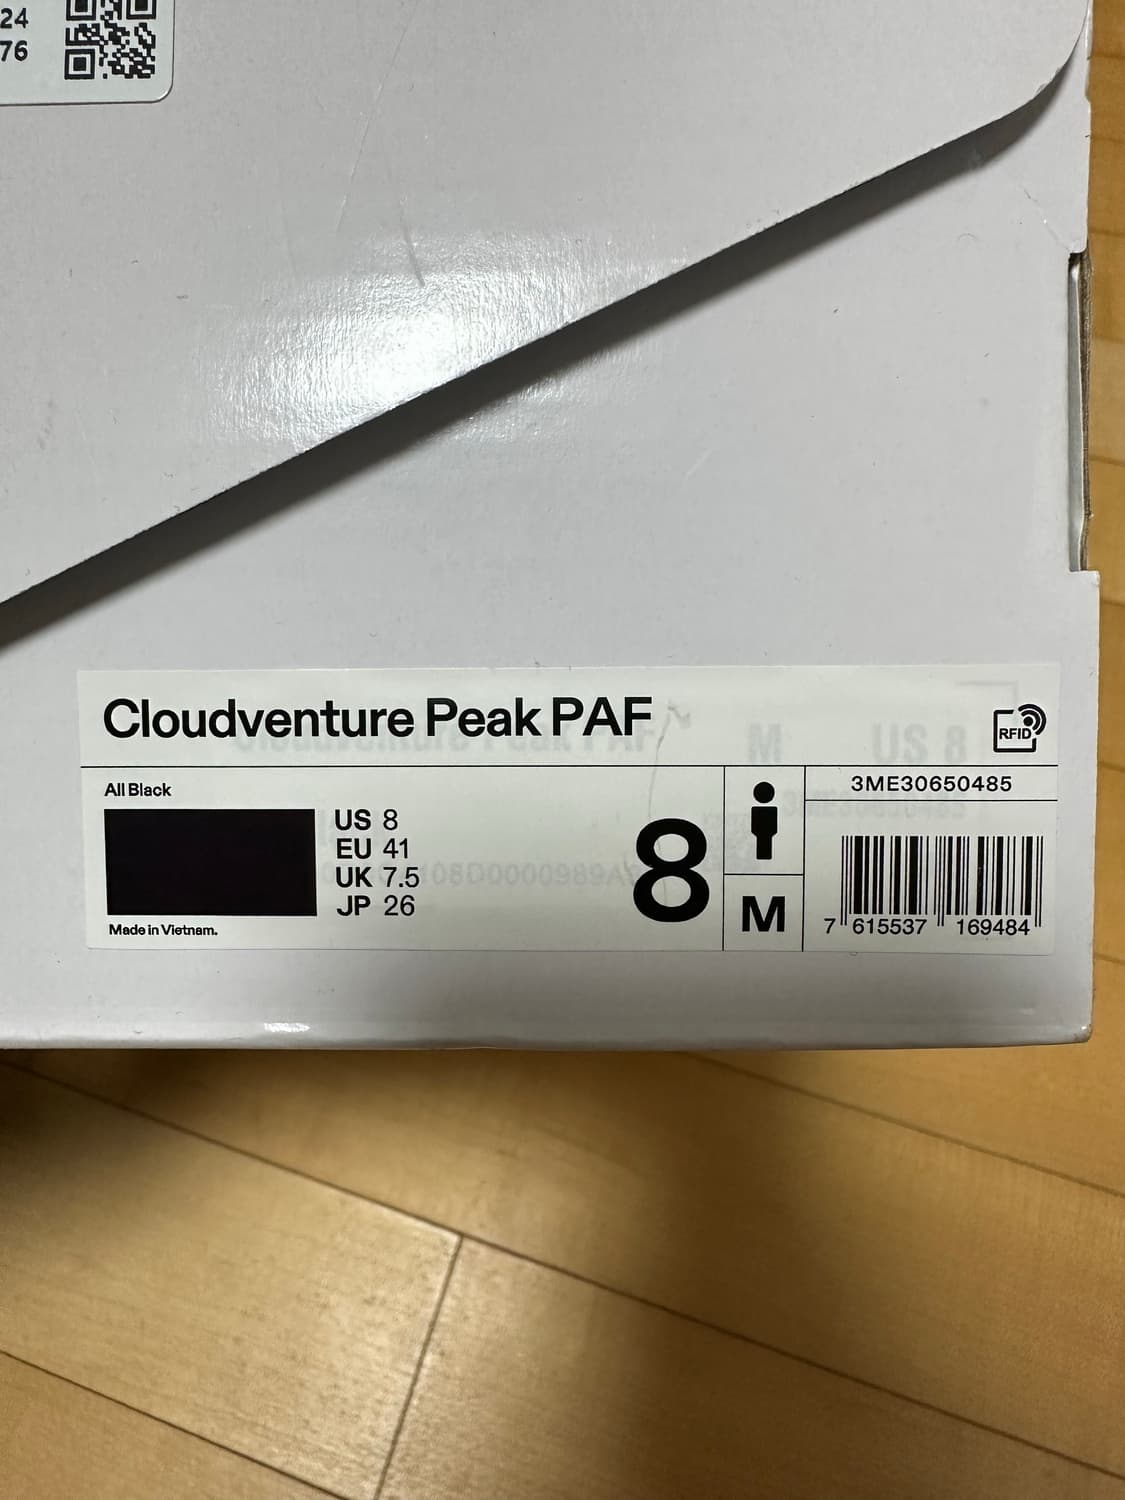 24
76
Cloudventure Peak PAF
RFID
All Black
US 8
EU 41
UK 7.5
JP 26
Made in Vietnam.
8
M
3ME30650485
7 615537 169484